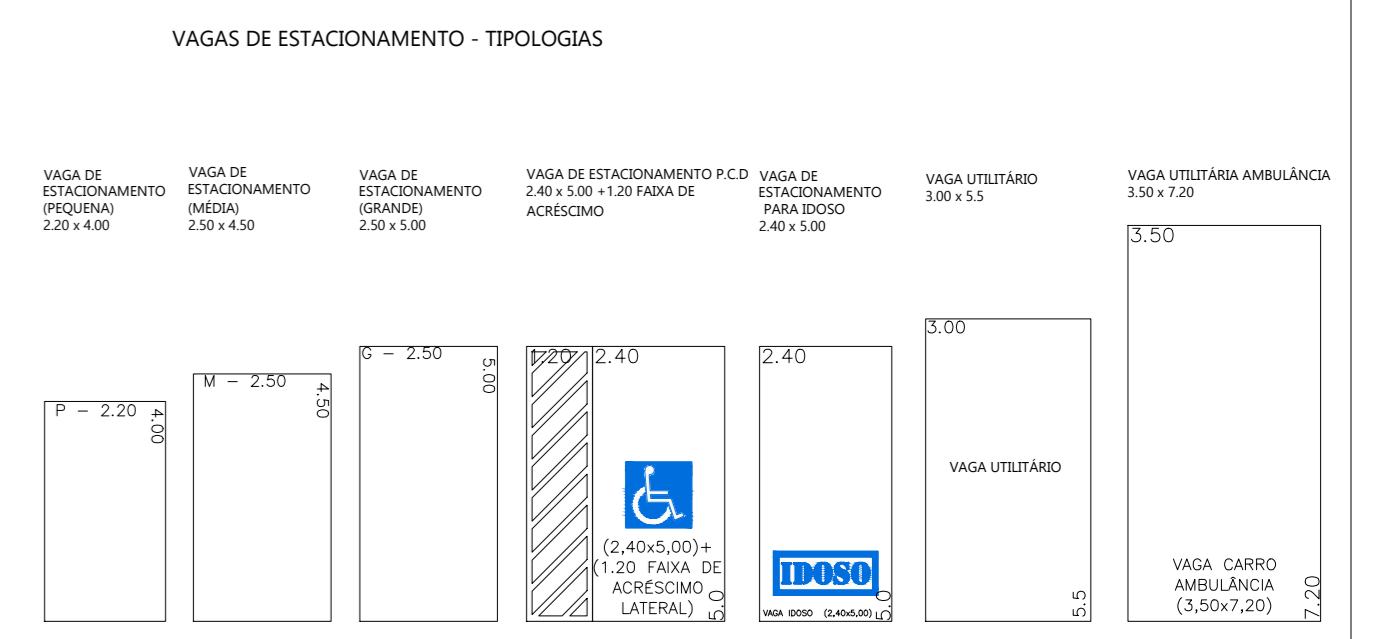 VAGAS DE ESTACIONAMENTO - TIPOLOGIAS
VAGA DE
ESTACIONAMENTO
(PEQUENA)
2.20 x 4.00
VAGA DE
ESTACIONAMENTO
(MÉDIA)
2.50 x 4.50
VAGA DE
ESTACIONAMENTO
(GRANDE)
2.50 x 5.00
VAGA DE ESTACIONAMENTO P.C.D
2.40 x 5.00 +1.20 FAIXA DE
ACRÉSCIMO
VAGA DE
ESTACIONAMENTO
PARA IDOSO
2.40 x 5.00
VAGA UTILITÁRIO
3.00 x 5.5
VAGA UTILITÁRIA AMBULÂNCIA
3.50 x 7.20
P - 2.20
4.00
M - 2.50
4.50
G - 2.50
5.00
1.20
2.40
(2,40x5,00)+
(1.20 FAIXA DE
ACRÉSCIMO
LATERAL)
5.0
2.40
IDOSO
VAGA IDOSO (2,40x5,00)
5.0
3.00
VAGA UTILITÁRIO
5.5
3.50
VAGA CARRO
AMBULÂNCIA
(3,50x7,20)
7.20